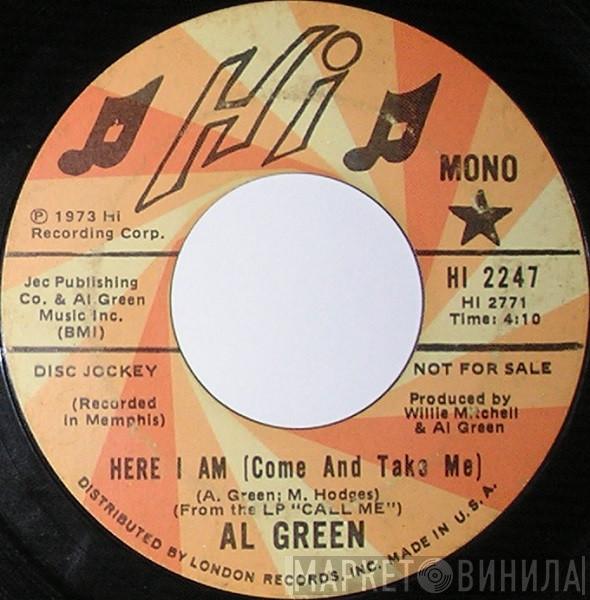 Hi
MONO
℗ 1973 Hi
Recording Corp.
Jec Publishing
Co. & Al Green
Music Inc.
(BMI)
HI 2247
HI 2771
Time: 4:10
DISC JOCKEY
NOT FOR SALE
(Recorded
in Memphis)
Produced by
Willie Mitchell
& Al Green
HERE I AM (Come And Take Me)
(A. Green; M. Hodges)
(From the LP "CALL ME")
AL GREEN
DISTRIBUTED BY LONDON RECORDS, INC. MADE IN U.S.A.
МАРКЕТ ВИНИЛА